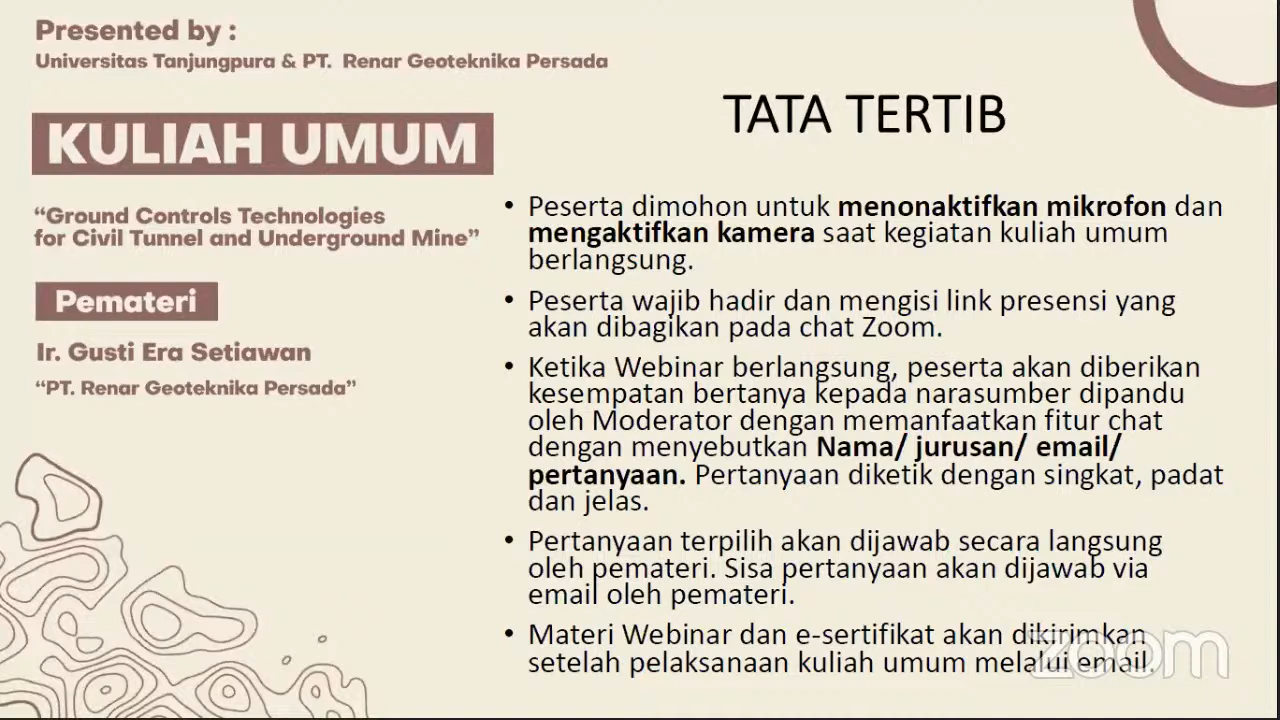 Presented by :
Universitas Tanjungpura & PT. Renar Geoteknika Persada
KULIAH UMUM
“Ground Controls Technologies
for Civil Tunnel and Underground Mine”
Pemateri
Ir. Gusti Era Setiawan
“PT. Renar Geoteknika Persada”
TATA TERTIB
• Peserta dimohon untuk menonaktifkan mikrofon dan
mengaktifkan kamera saat kegiatan kuliah umum
berlangsung.
• Peserta wajib hadir dan mengisi link presensi yang
akan dibagikan pada chat Zoom.
• Ketika Webinar berlangsung, peserta akan diberikan
kesempatan bertanya kepada narasumber dipandu
oleh Moderator dengan memanfaatkan fitur chat
dengan menyebutkan Nama/ jurusan/ email/
pertanyaan. Pertanyaan diketik dengan singkat, padat
dan jelas.
• Pertanyaan terpilih akan dijawab secara langsung
oleh pemateri. Sisa pertanyaan akan dijawab via
email oleh pemateri.
• Materi Webinar dan e-sertifikat akan dikirimkan
setelah pelaksanaan kuliah umum melalui email.
zoom